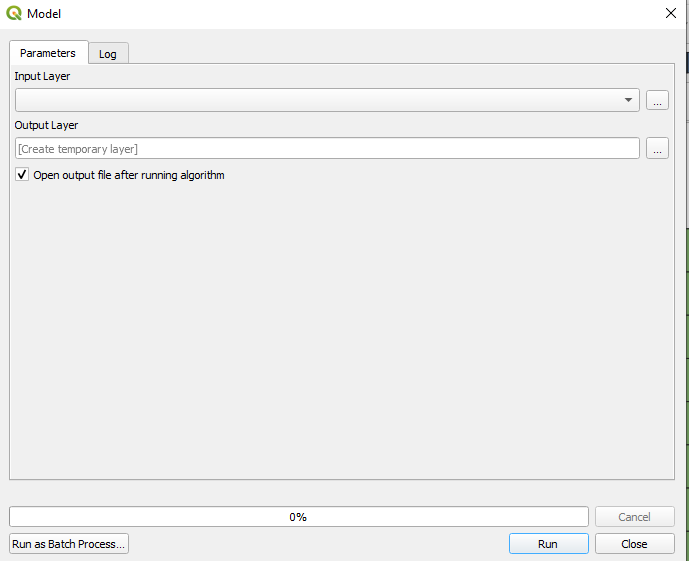 Model
Parameters
Log
Input Layer
...
Output Layer
[Create temporary layer]
...
Open output file after running algorithm
0%
Cancel
Run as Batch Process...
Run
Close